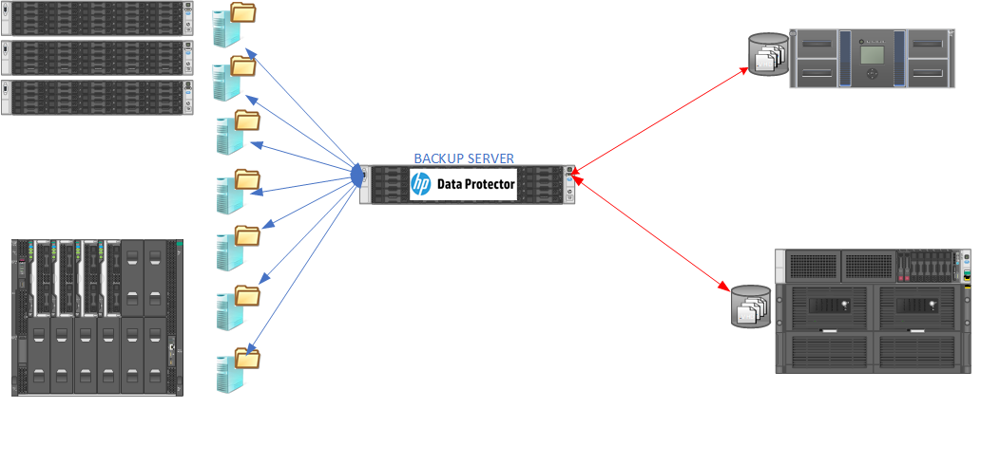 BACKUP SERVER
hp Data Protector